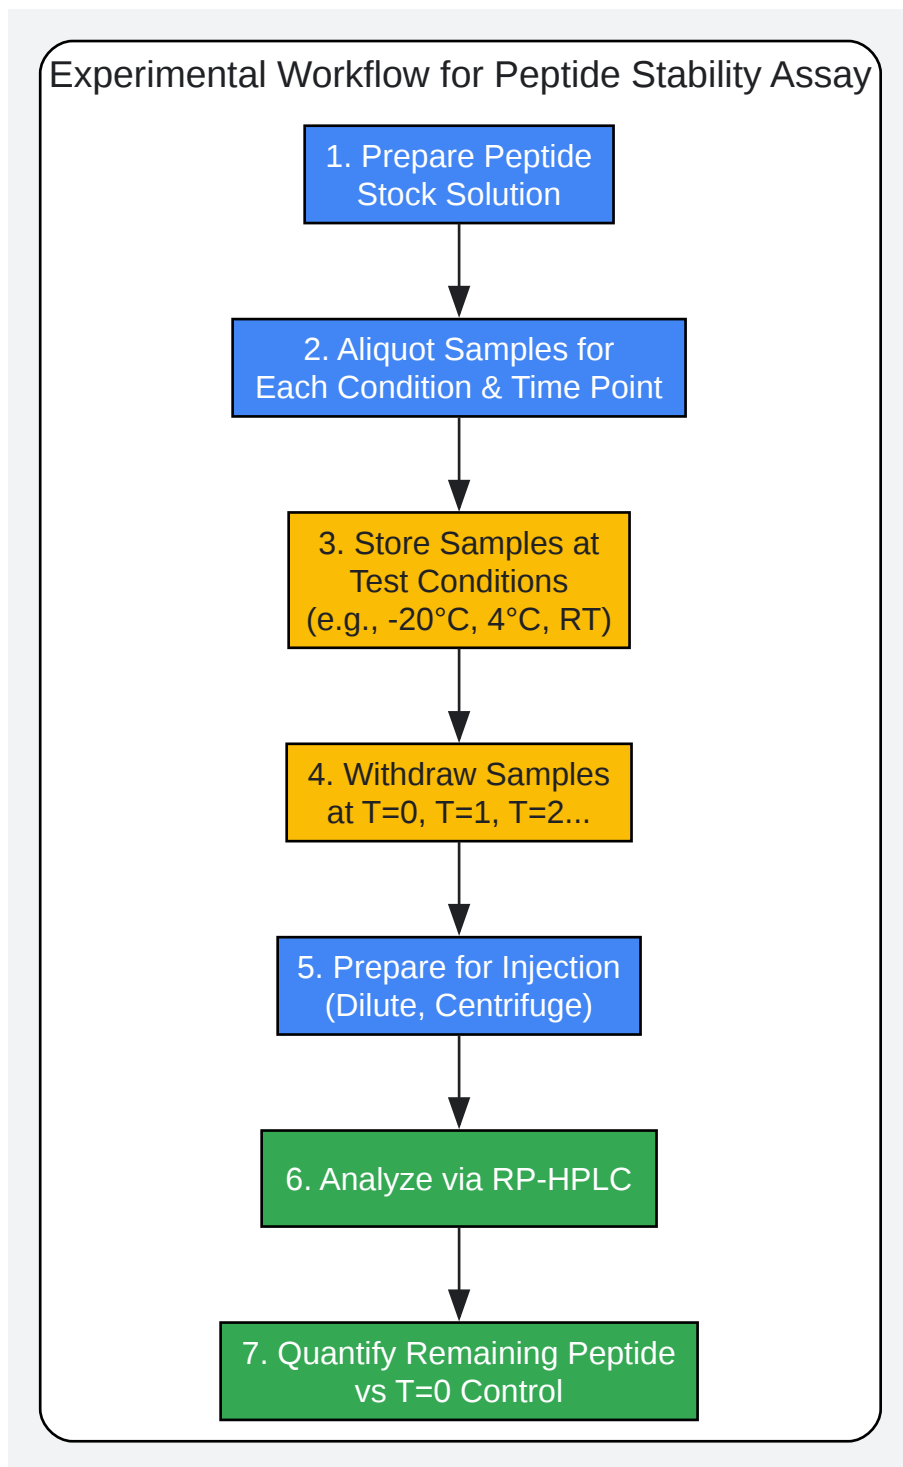 Experimental Workflow for Peptide Stability Assay
1. Prepare Peptide
Stock Solution
2. Aliquot Samples for
Each Condition & Time Point
3. Store Samples at
Test Conditions
(e.g., -20°C, 4°C, RT)
4. Withdraw Samples
at T=0, T=1, T=2...
5. Prepare for Injection
(Dilute, Centrifuge)
6. Analyze via RP-HPLC
7. Quantify Remaining Peptide
vs T=0 Control